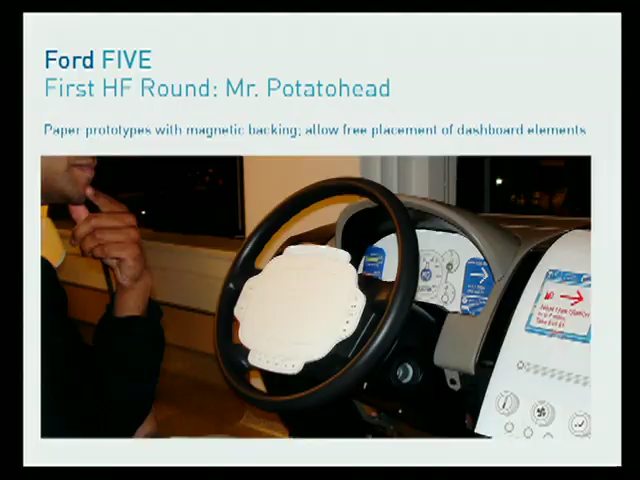 Ford FIVE
First HF Round: Mr. Potatohead
Paper prototypes with magnetic backing; allow free placement of dashboard elements